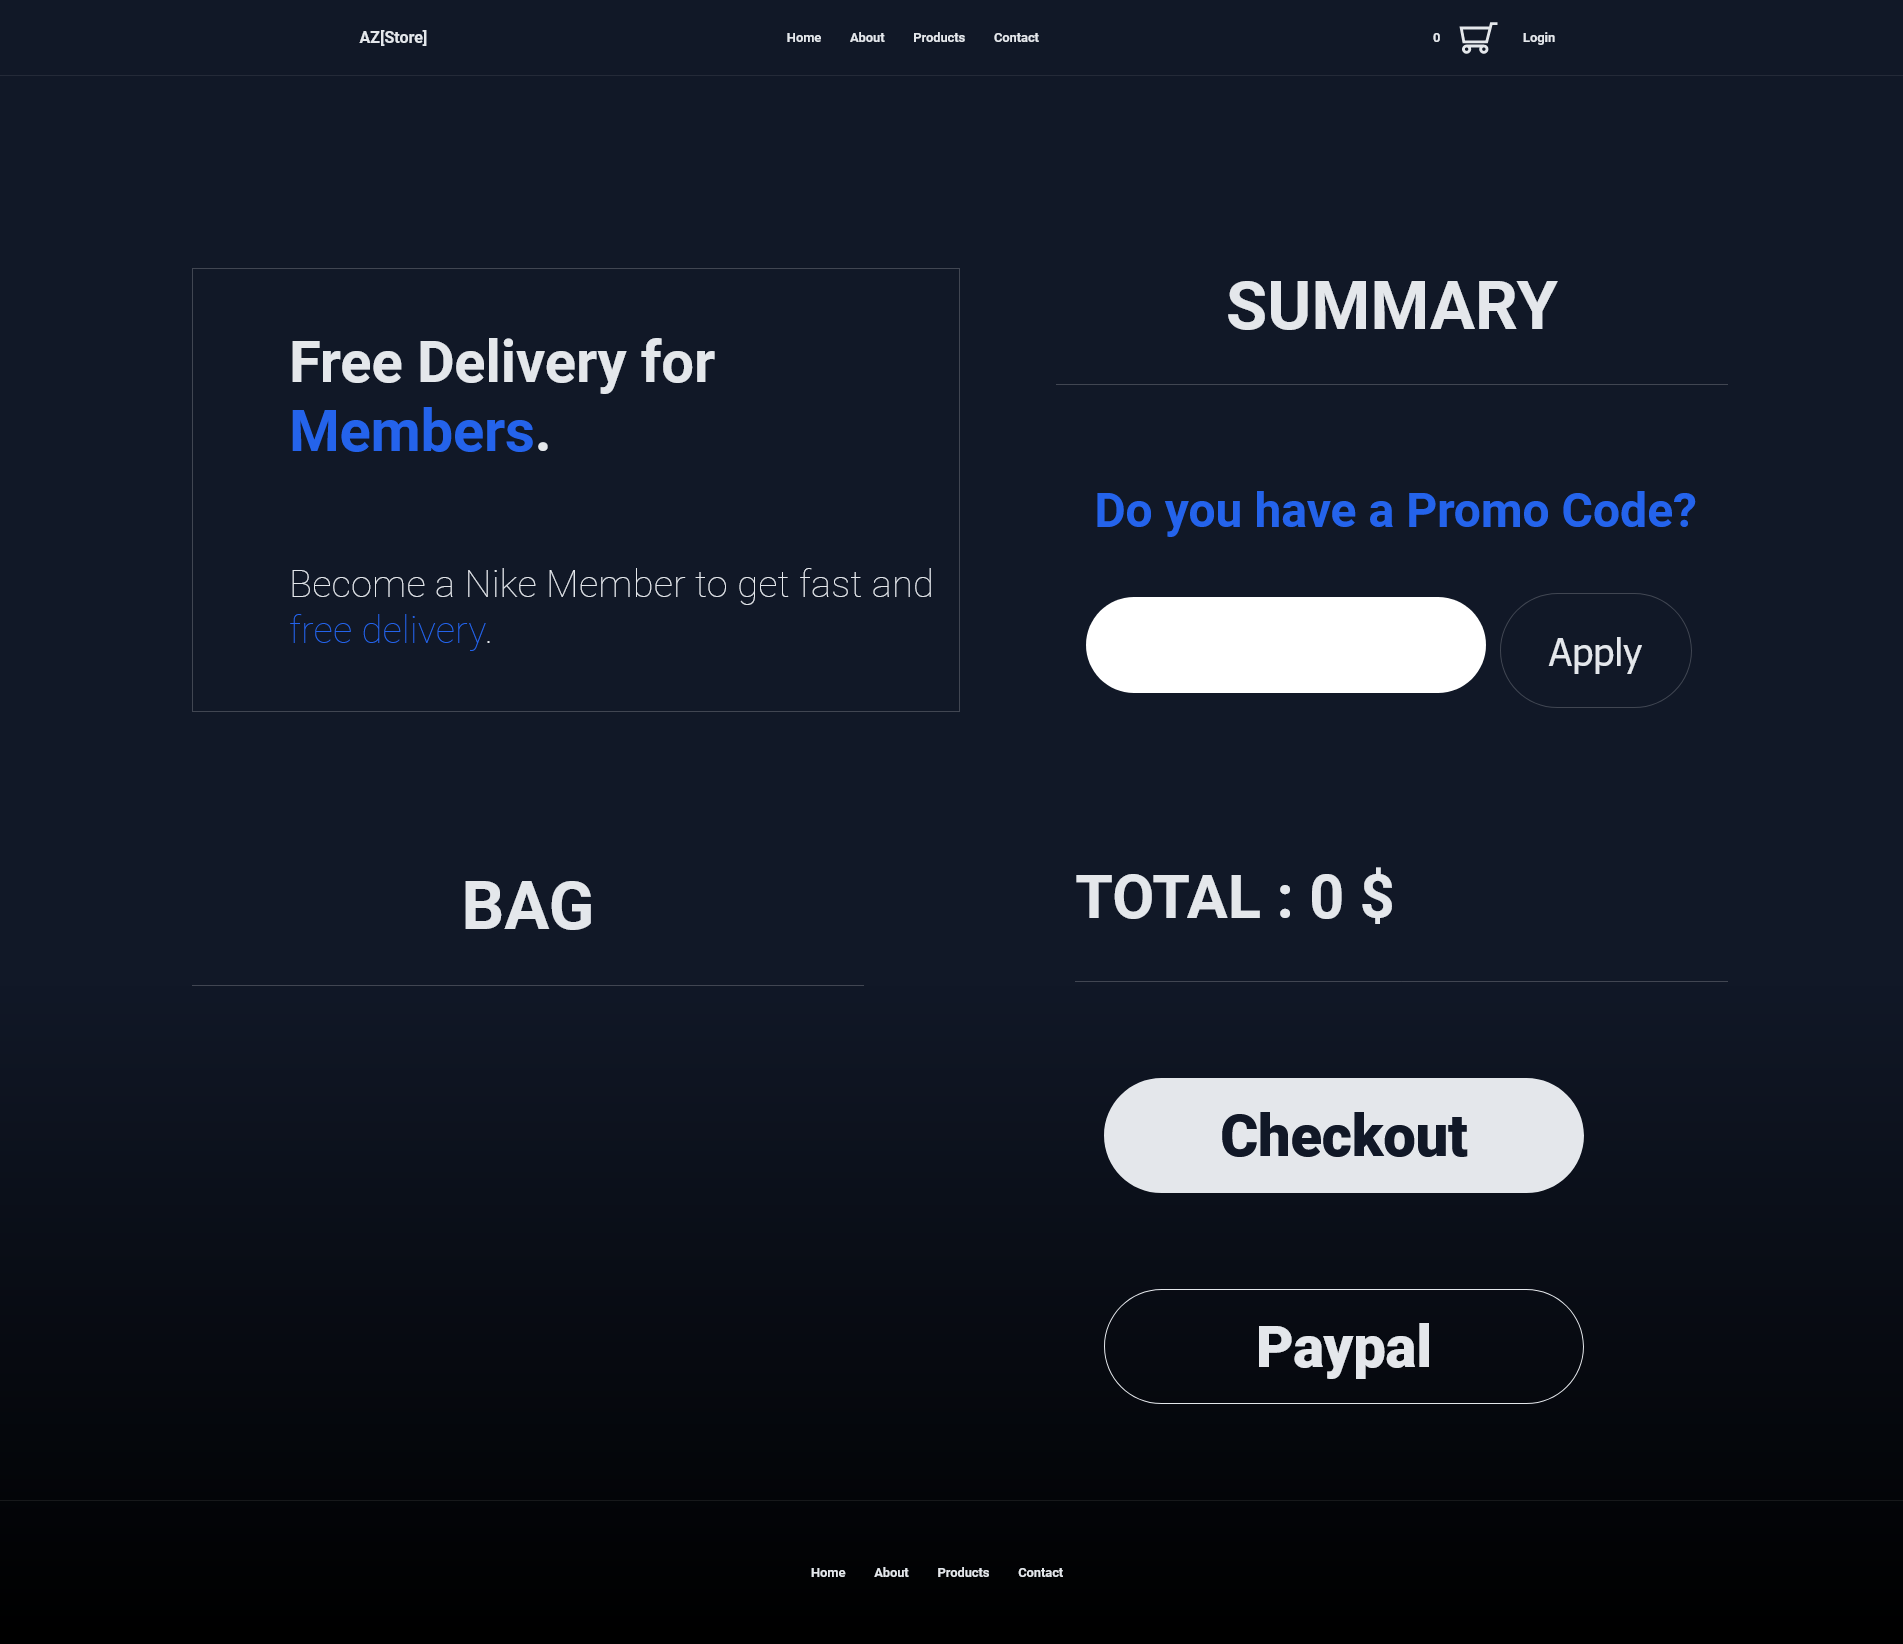 AZ[Store]
Home About Products Contact
0 Login
Free Delivery for
Members.
Become a Nike Member to get fast and
free delivery.
SUMMARY
Do you have a Promo Code?
Apply
BAG
TOTAL : 0 $
Checkout
Paypal
Home About Products Contact